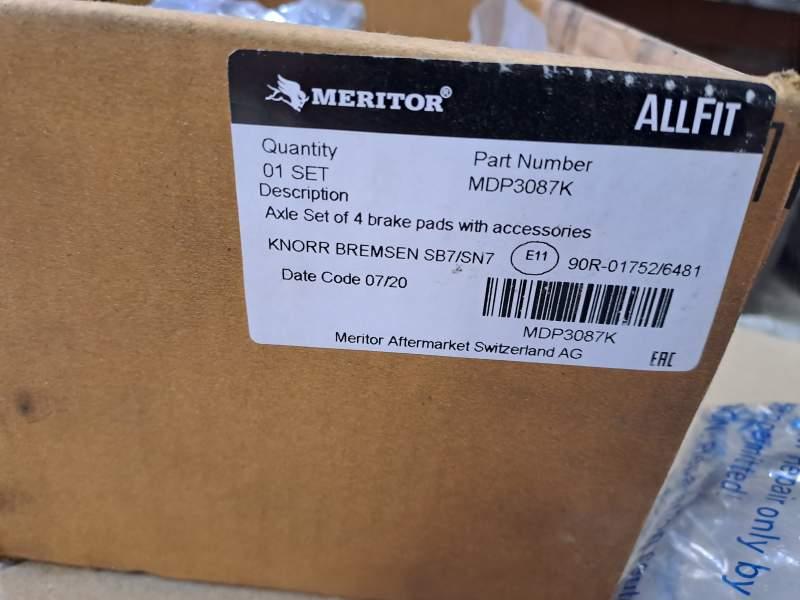 MERITOR®
ALLFIT
Quantity
Part Number
01 SET
MDP3087K
Description
Axle Set of 4 brake pads with accessories
KNORR BREMSEN SB7/SN7
E11
90R-01752/6481
Date Code 07/20
MDP3087K
Meritor Aftermarket Switzerland AG
EAC
repair only by